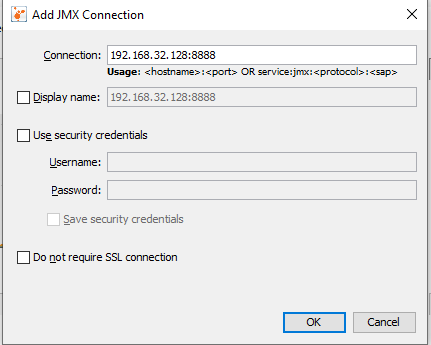 Add JMX Connection
Connection: 192.168.32.128:8888
Usage: <hostname>:<port> OR service:jmx:<protocol>:<sap>
Display name: 192.168.32.128:8888
Use security credentials
Username:
Password:
Save security credentials
Do not require SSL connection
OK Cancel